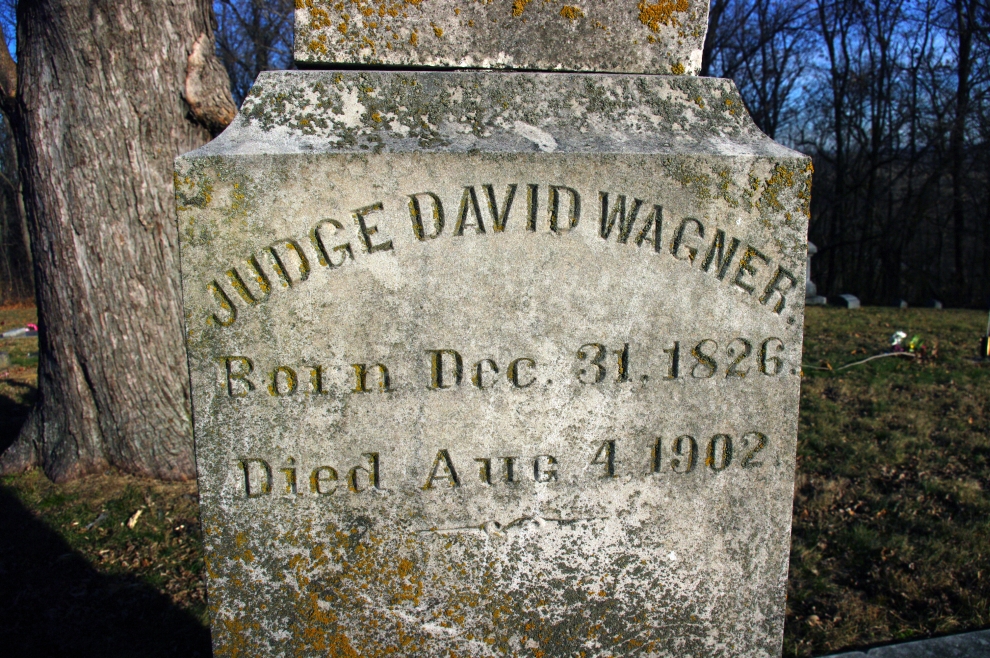 JUDGE DAVID WAGNER
Born Dec. 31. 1826.
Died Aug. 4 1902